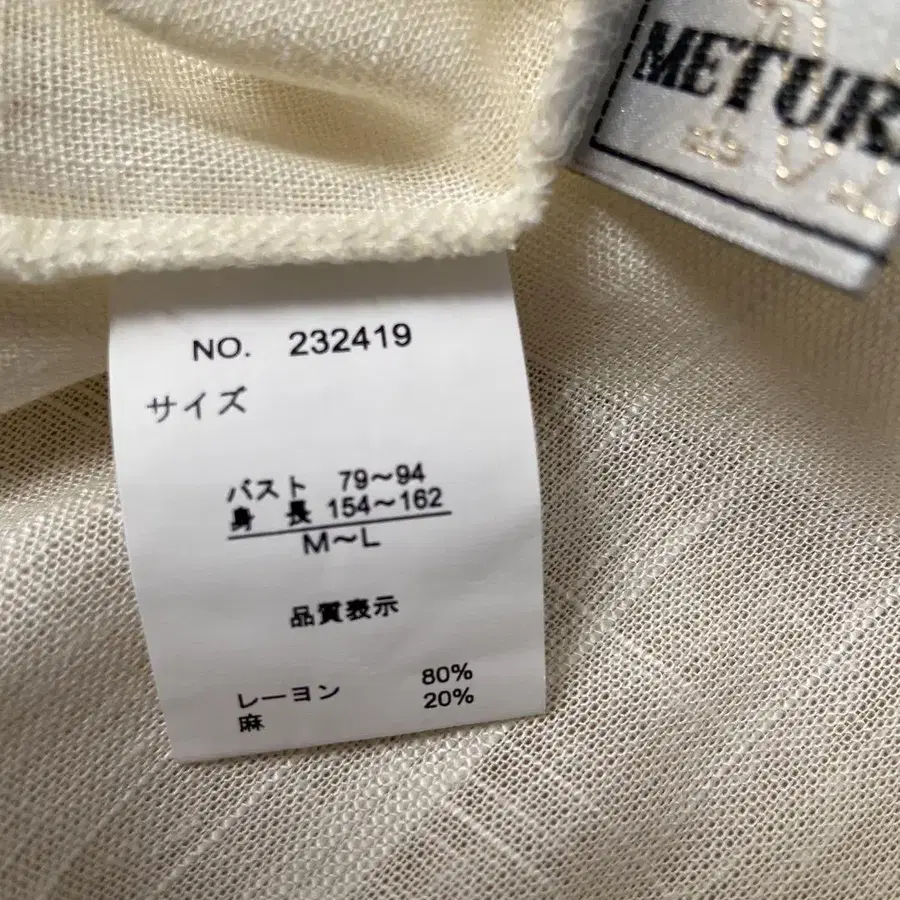 METUR
NO. 232419
サイズ
バスト 79～94
身 長 154～162
M～L
品質表示
レーヨン 80%
麻 20%